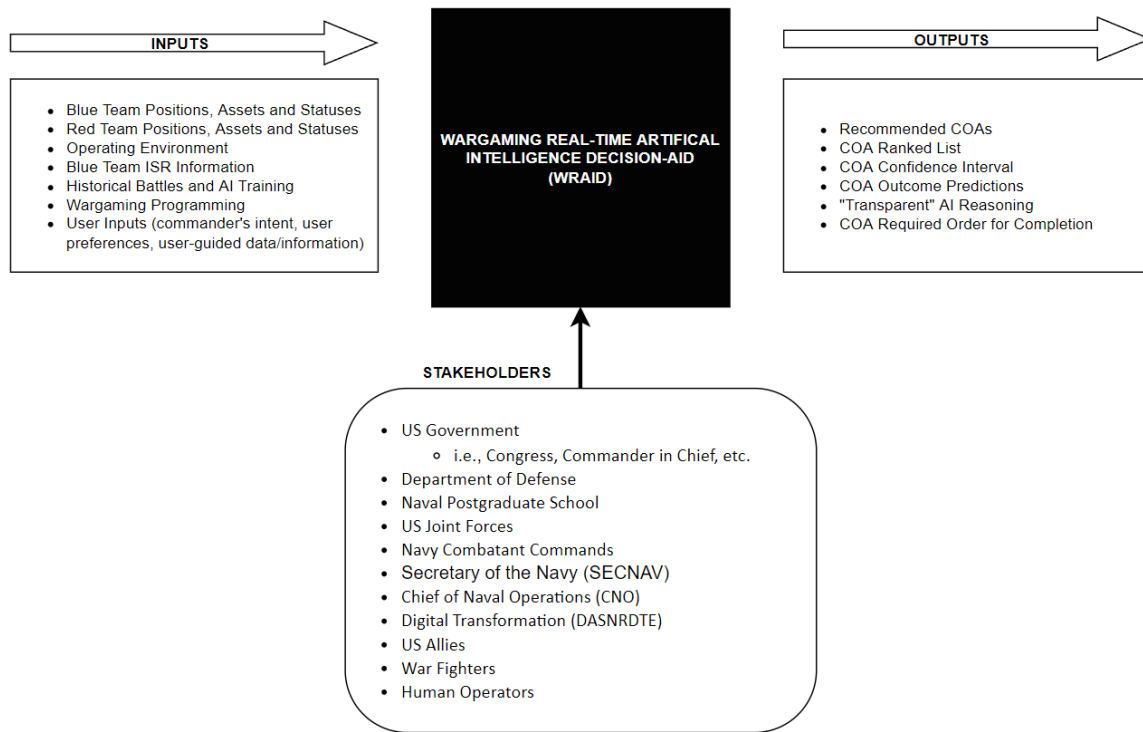 INPUTS
• Blue Team Positions, Assets and Statuses
• Red Team Positions, Assets and Statuses
• Operating Environment
• Blue Team ISR Information
• Historical Battles and AI Training
• Wargaming Programming
• User Inputs (commander's intent, user
preferences, user-guided data/information)
WARGAMING REAL-TIME ARTIFICAL
INTELLIGENCE DECISION-AID
(WRAID)
OUTPUTS
• Recommended COAs
• COA Ranked List
• COA Confidence Interval
• COA Outcome Predictions
• "Transparent" AI Reasoning
• COA Required Order for Completion
STAKEHOLDERS
• US Government
o i.e., Congress, Commander in Chief, etc.
• Department of Defense
• Naval Postgraduate School
• US Joint Forces
• Navy Combatant Commands
• Secretary of the Navy (SECNAV)
• Chief of Naval Operations (CNO)
• Digital Transformation (DASNRDTE)
• US Allies
• War Fighters
• Human Operators